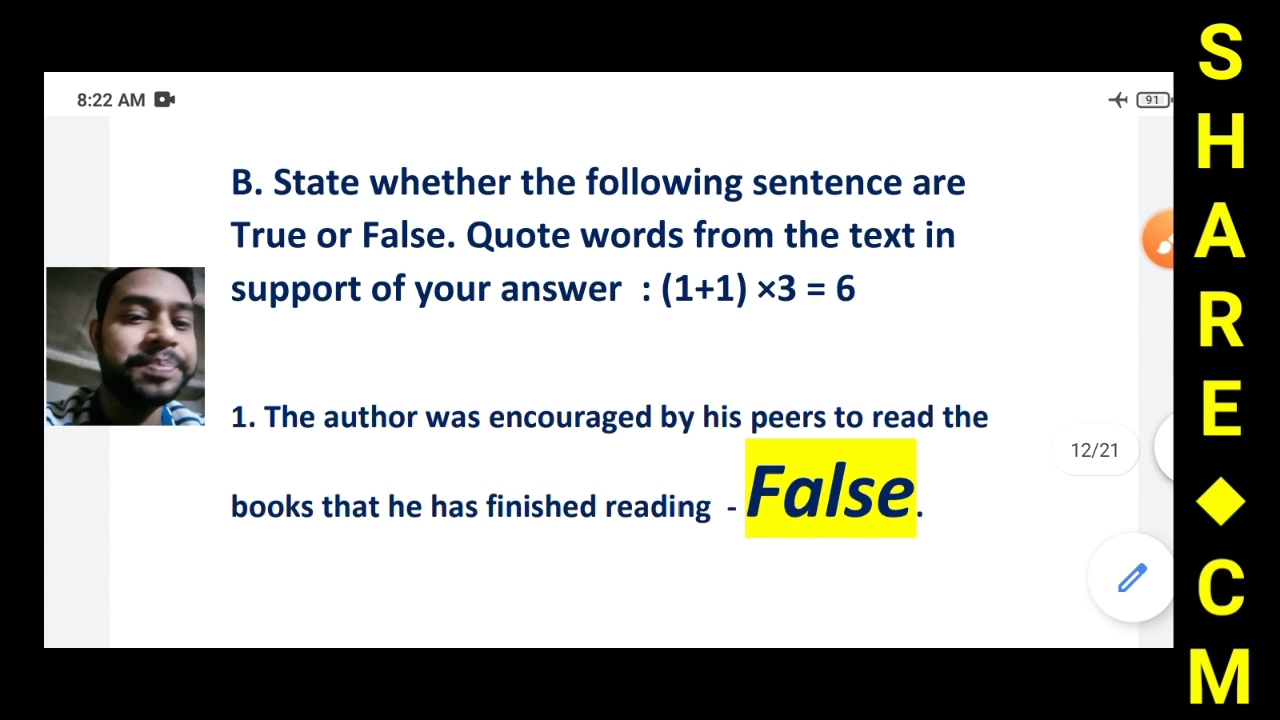 8:22 AM
91
B. State whether the following sentence are
True or False. Quote words from the text in
support of your answer : (1+1) ×3 = 6
1. The author was encouraged by his peers to read the
books that he has finished reading - False.
12/21
S
H
A
R
E
◆
C
M